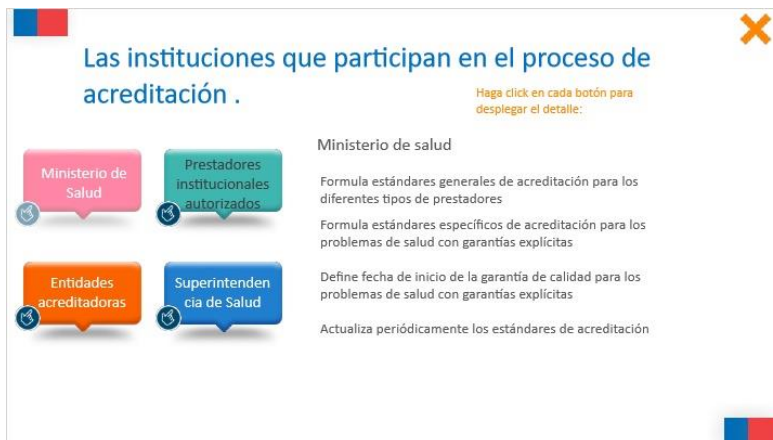 Las instituciones que participan en el proceso de
acreditación .
Haga click en cada botón para
desplegar el detalle:
Ministerio de
Salud
Prestadores
institucionales
autorizados
Entidades
acreditadoras
Superintenden
cia de Salud
Ministerio de salud
Formula estándares generales de acreditación para los
diferentes tipos de prestadores
Formula estándares específicos de acreditación para los
problemas de salud con garantías explícitas
Define fecha de inicio de la garantía de calidad para los
problemas de salud con garantías explícitas
Actualiza periódicamente los estándares de acreditación